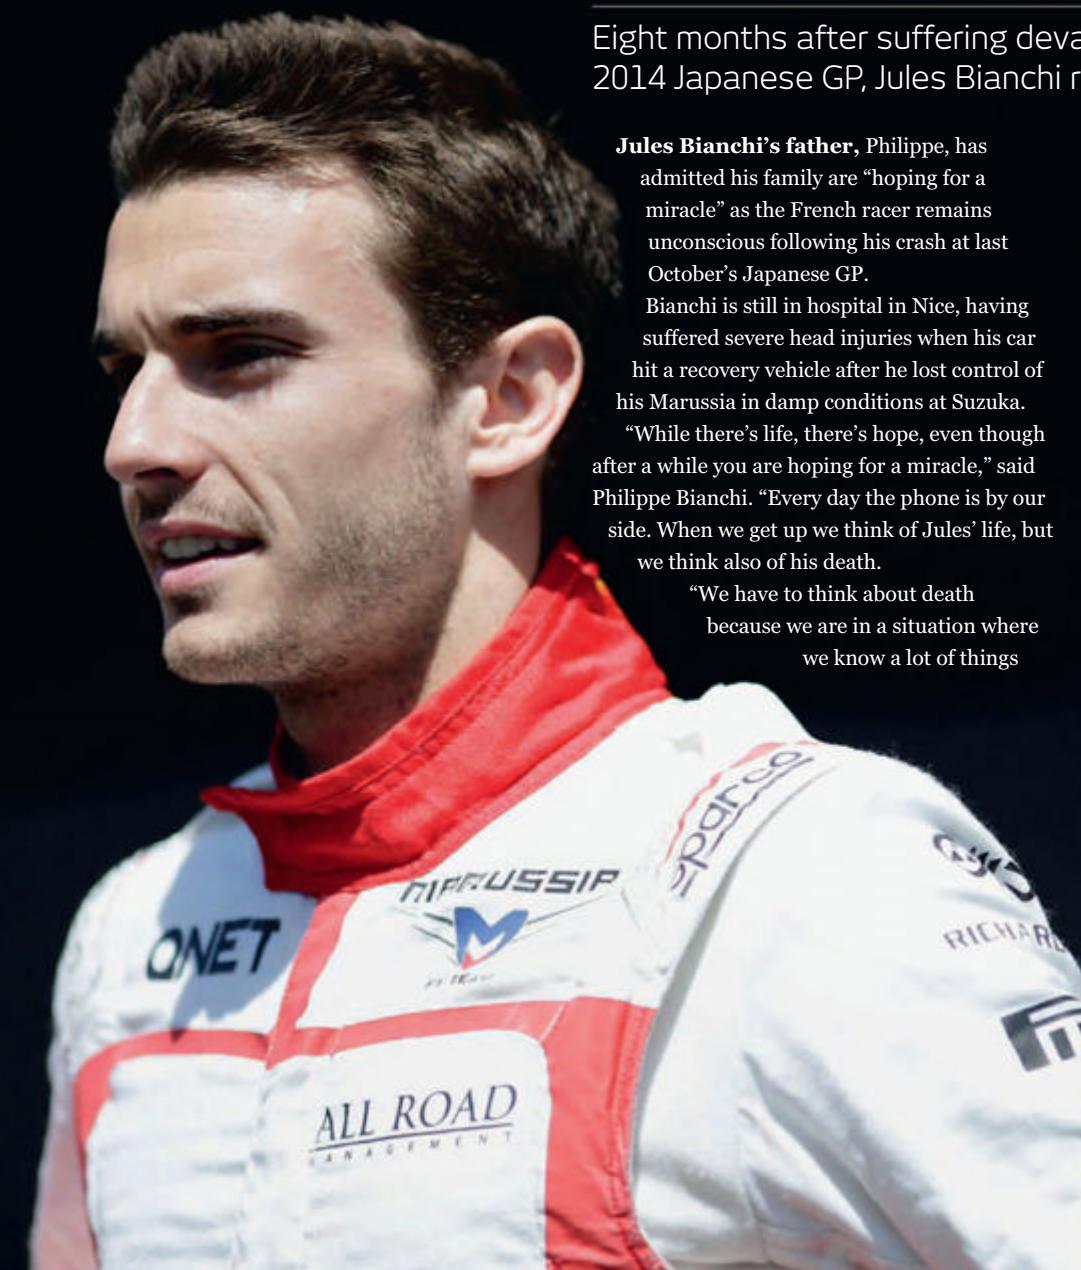 Eight months after suffering
2014 Japanese GP, Jules Bianchi
Jules Bianchi’s father, Philippe, has
admitted his family are “hoping for a
miracle” as the French racer remains
unconscious following his crash at last
October’s Japanese GP.
Bianchi is still in hospital in Nice, having
suffered severe head injuries when his car
hit a recovery vehicle after he lost control of
his Marussia in damp conditions at Suzuka.
“While there’s life, there’s hope, even though
after a while you are hoping for a miracle,” said
Philippe Bianchi. “Every day the phone is by our
side. When we get up we think of Jules’ life, but
we think also of his death.
“We have to think about death
because we are in a situation where
we know a lot of things
sparco
MARUSSIA
QNET
F1 TEAM
ALL ROAD
MANAGEMENT